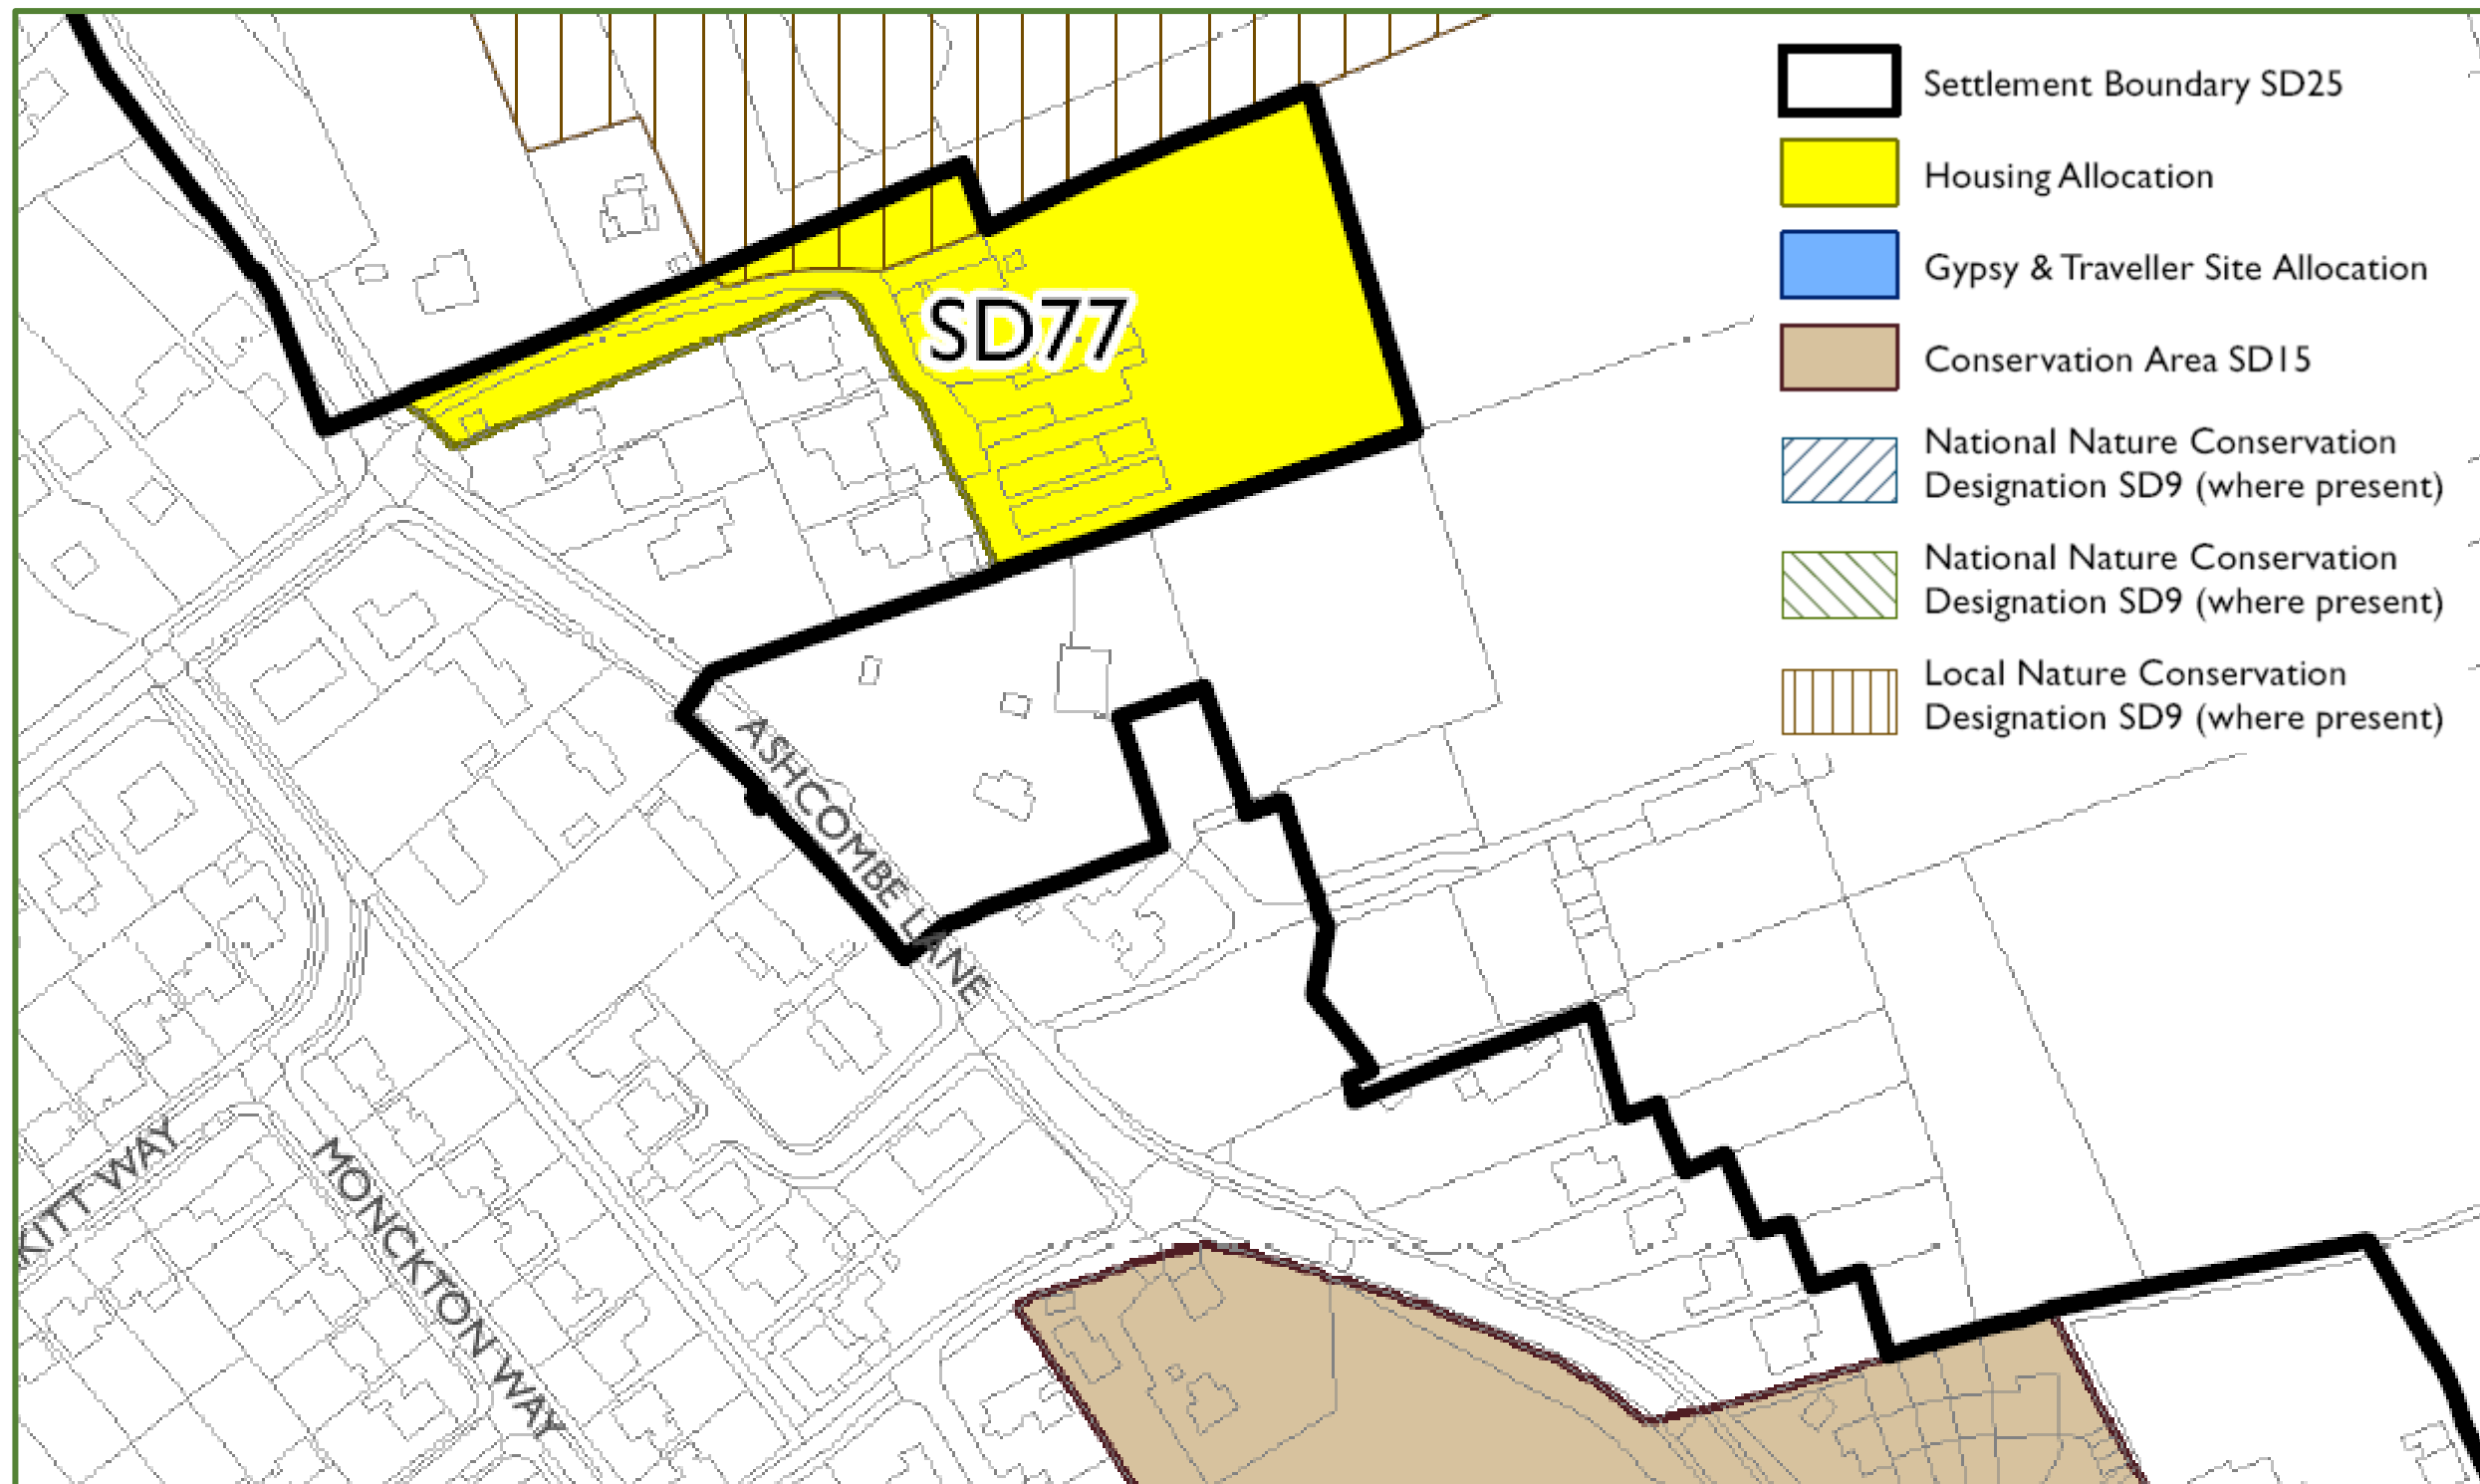 Settlement Boundary SD25
Housing Allocation
Gypsy & Traveller Site Allocation
Conservation Area SD15
National Nature Conservation
Designation SD9 (where present)
National Nature Conservation
Designation SD9 (where present)
Local Nature Conservation
Designation SD9 (where present)
SD77
ASHCOMBE LANE
KITT WAY
MONCKTON WAY